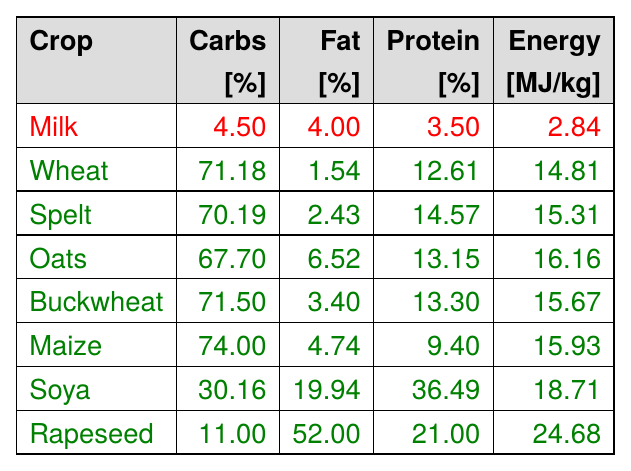 Crop Carbs Fat Protein Energy
[%] [%] [%] [MJ/kg]
Milk 4.50 4.00 3.50 2.84
Wheat 71.18 1.54 12.61 14.81
Spelt 70.19 2.43 14.57 15.31
Oats 67.70 6.52 13.15 16.16
Buckwheat 71.50 3.40 13.30 15.67
Maize 74.00 4.74 9.40 15.93
Soya 30.16 19.94 36.49 18.71
Rapeseed 11.00 52.00 21.00 24.68